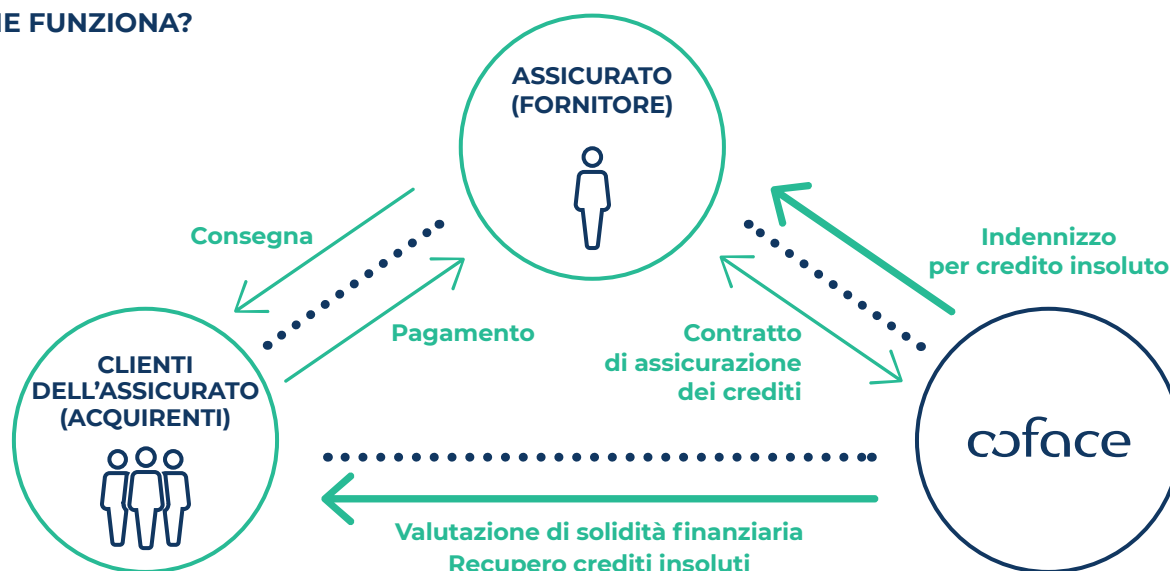 E FUNZIONA?
ASSICURATO
(FORNITORE)
Consegna
Indennizzo
per credito insoluto
Pagamento
Contratto
di assicurazione
dei crediti
CLIENTI
DELL’ASSICURATO
(ACQUIRENTI)
coface
Valutazione di solidità finanziaria
Recupero crediti insoluti